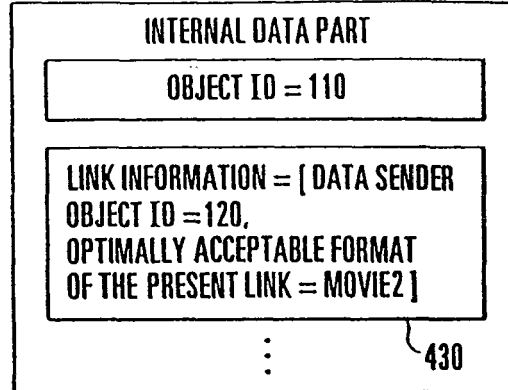 INTERNAL DATA PART
OBJECT ID = 110
LINK INFORMATION = [ DATA SENDER
OBJECT ID =120,
OPTIMALLY ACCEPTABLE FORMAT
OF THE PRESENT LINK = MOVIE2 ]
430